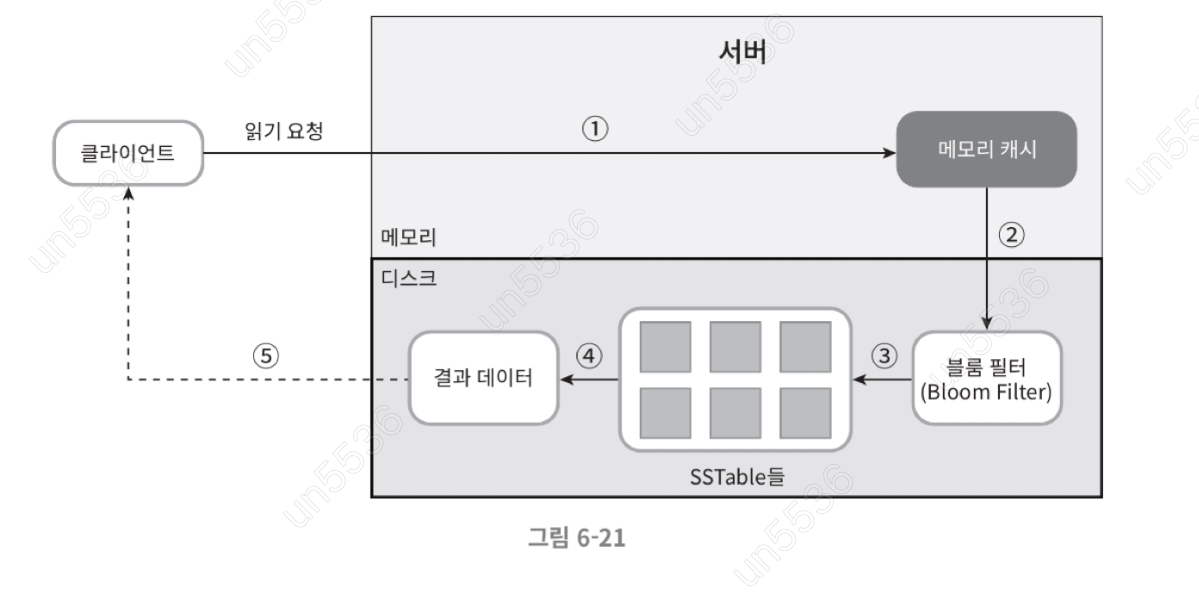 서버
읽기 요청
①
클라이언트
메모리 캐시
②
메모리
디스크
⑤
결과 데이터
④
③
블룸 필터
(Bloom Filter)
SSTable들
그림 6-21
un5536
un5536
un5536
un5536
un5536
un5536
un5536
un5536